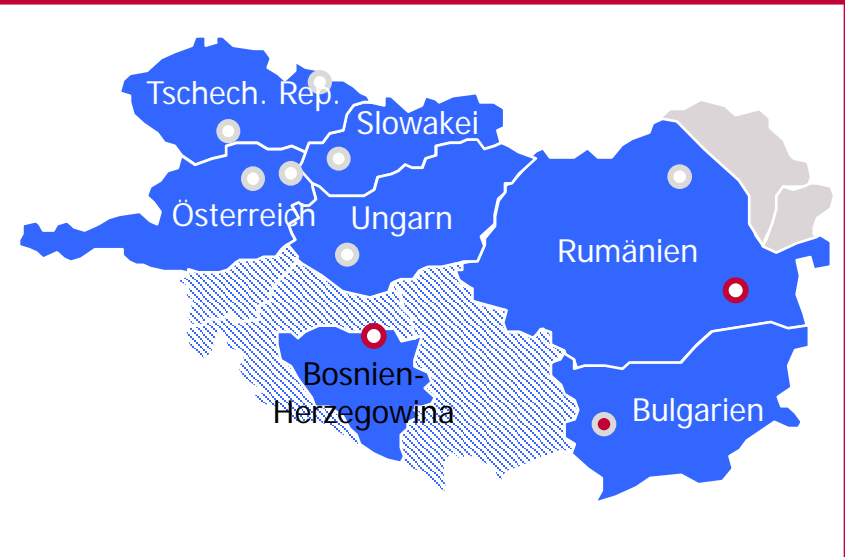 Tschech. Rep.
Slowakei
Österreich
Ungarn
Rumänien
Bosnien-
Herzegowina
Bulgarien